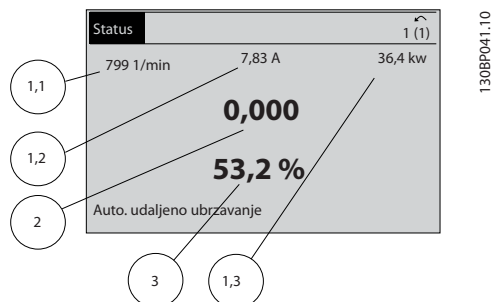 Status
1 (1)
799 1/min
7,83 A
36,4 kw
0,000
53,2 %
Auto. udaljeno ubrzavanje
1,1
1,2
2
3
1,3
130BP041.10